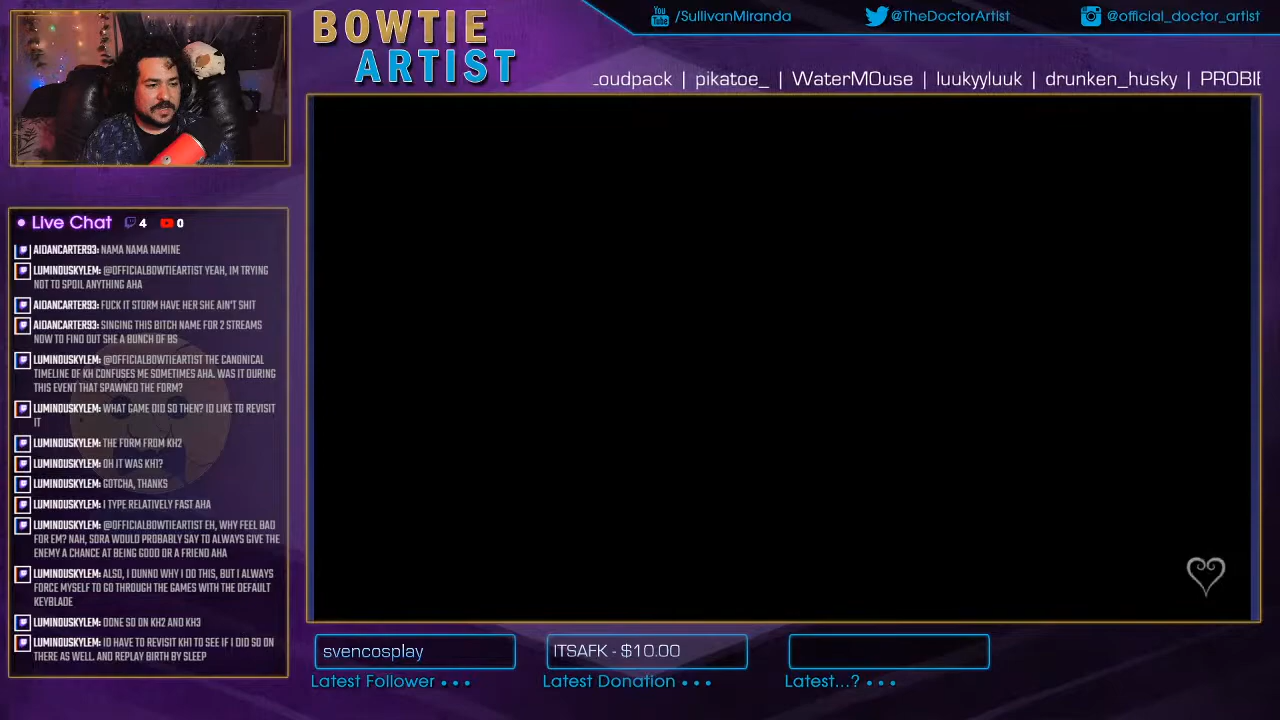 BOWTIE
ARTIST
You Tube /SullivanMiranda
@TheDoctorArtist
@official_doctor_artist
oudpack | pikatoe_ | WaterM0use | luukyyluuk | drunken_husky | PROBIE
Live Chat 4 0
AIDANCARTER93: NAMA NAMA NAMINE
LUMINOUSKYLEM: @OFFICIALBOWTIEARTIST YEAH, IM TRYING
NOT TO SPOIL ANYTHING AHA
AIDANCARTER93: FUCK IT STORM HAVE HER SHE AIN'T SHIT
AIDANCARTER93: SINGING THIS BITCH NAME FOR 2 STREAMS
NOW TO FIND OUT SHE A BUNCH OF BS
LUMINOUSKYLEM: @OFFICIALBOWTIEARTIST THE CANONICAL
TIMELINE OF KH CONFUSES ME SOMETIMES AHA. WAS IT DURING
THIS EVENT THAT SPAWNED THE FORM?
LUMINOUSKYLEM: WHAT GAME DID SO THEN? ID LIKE TO REVISIT
IT
LUMINOUSKYLEM: THE FORM FROM KH2
LUMINOUSKYLEM: OH IT WAS KH1?
LUMINOUSKYLEM: GOTCHA, THANKS
LUMINOUSKYLEM: I TYPE RELATIVELY FAST AHA
LUMINOUSKYLEM: @OFFICIALBOWTIEARTIST EH, WHY FEEL BAD
FOR EM? NAH, SORA WOULD PROBABLY SAY TO ALWAYS GIVE THE
ENEMY A CHANCE AT BEING GOOD OR A FRIEND AHA
LUMINOUSKYLEM: ALSO, I DUNNO WHY I DO THIS, BUT I ALWAYS
FORCE MYSELF TO GO THROUGH THE GAMES WITH THE DEFAULT
KEYBLADE
LUMINOUSKYLEM: DONE SO ON KH2 AND KH3
LUMINOUSKYLEM: ID HAVE TO REVISIT KH1 TO SEE IF I DID SO ON
THERE AS WELL. AND REPLAY BIRTH BY SLEEP
svencosplay
Latest Follower •••
ITSAFK - $10.00
Latest Donation •••
Latest...? •••